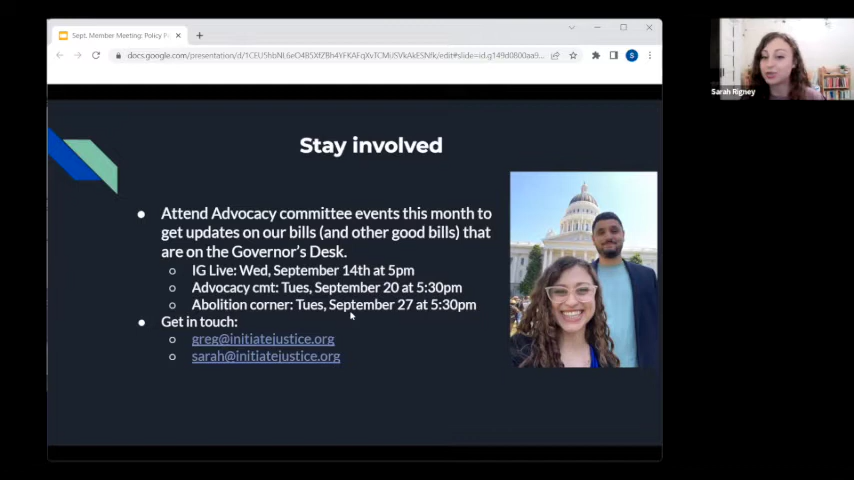 Sept. Member Meeting: Policy P
Stay involved
Attend Advocacy committee events this month to
get updates on our bills (and other good bills) that
are on the Governor's Desk.
IG Live: Wed, September 14th at 5pm
Advocacy cmt: Tues, September 20 at 5:30pm
Abolition corner: Tues, September 27 at 5:30pm
Get in touch:
greg@initiatejustice.org
sarah@initiatejustice.org
Sarah Rigney
S